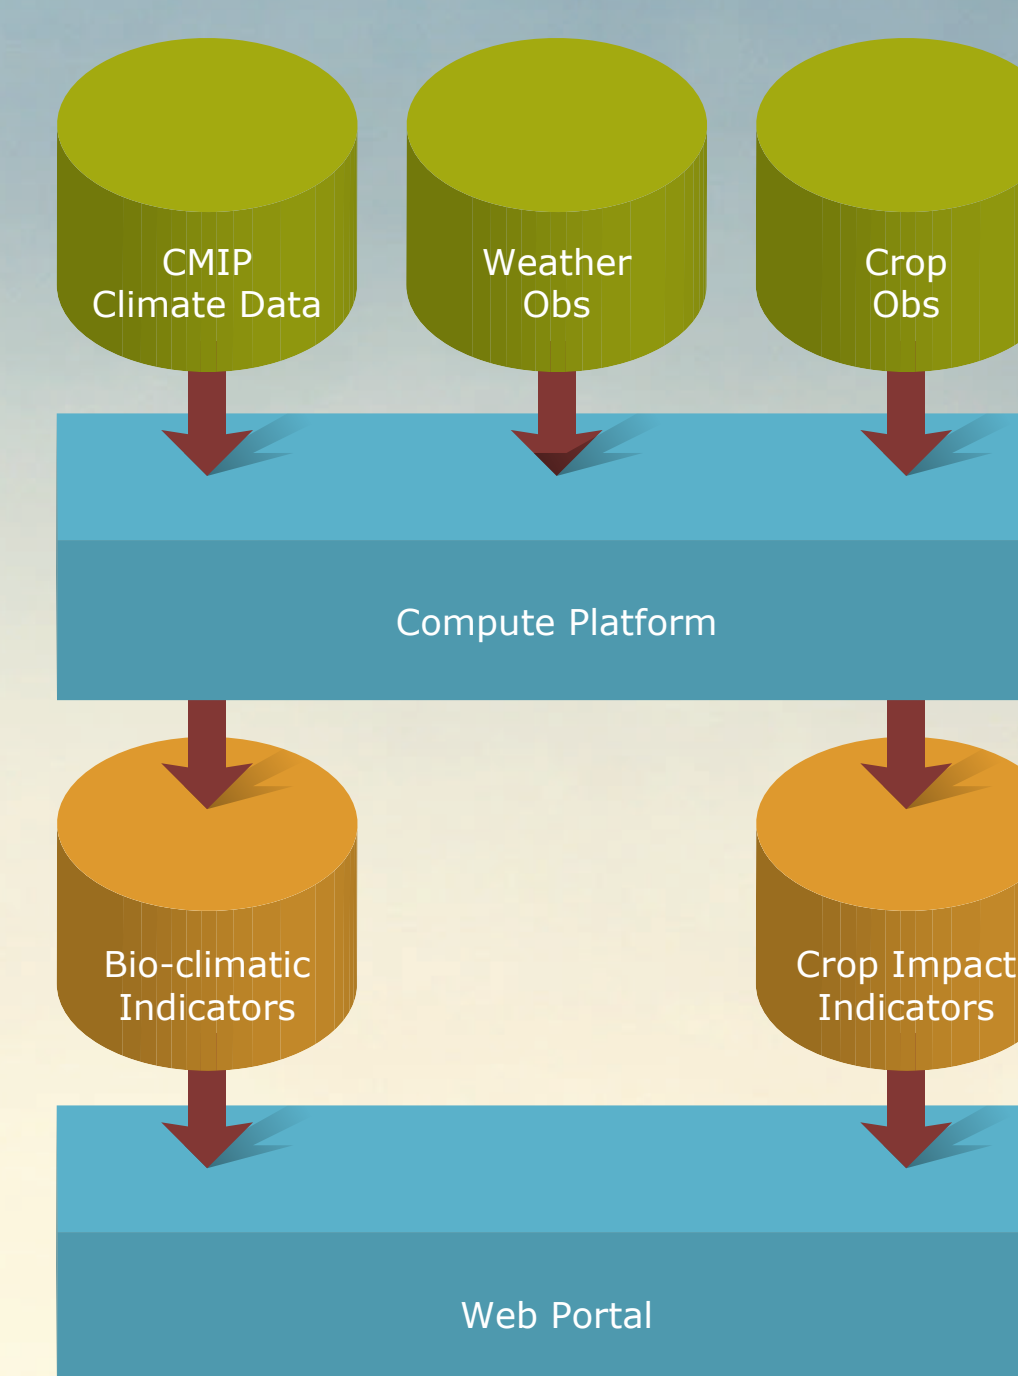 CMIP
Climate Data
Weather
Obs
Crop
Obs
Compute Platform
Bio-climatic
Indicators
Crop Impact
Indicators
Web Portal